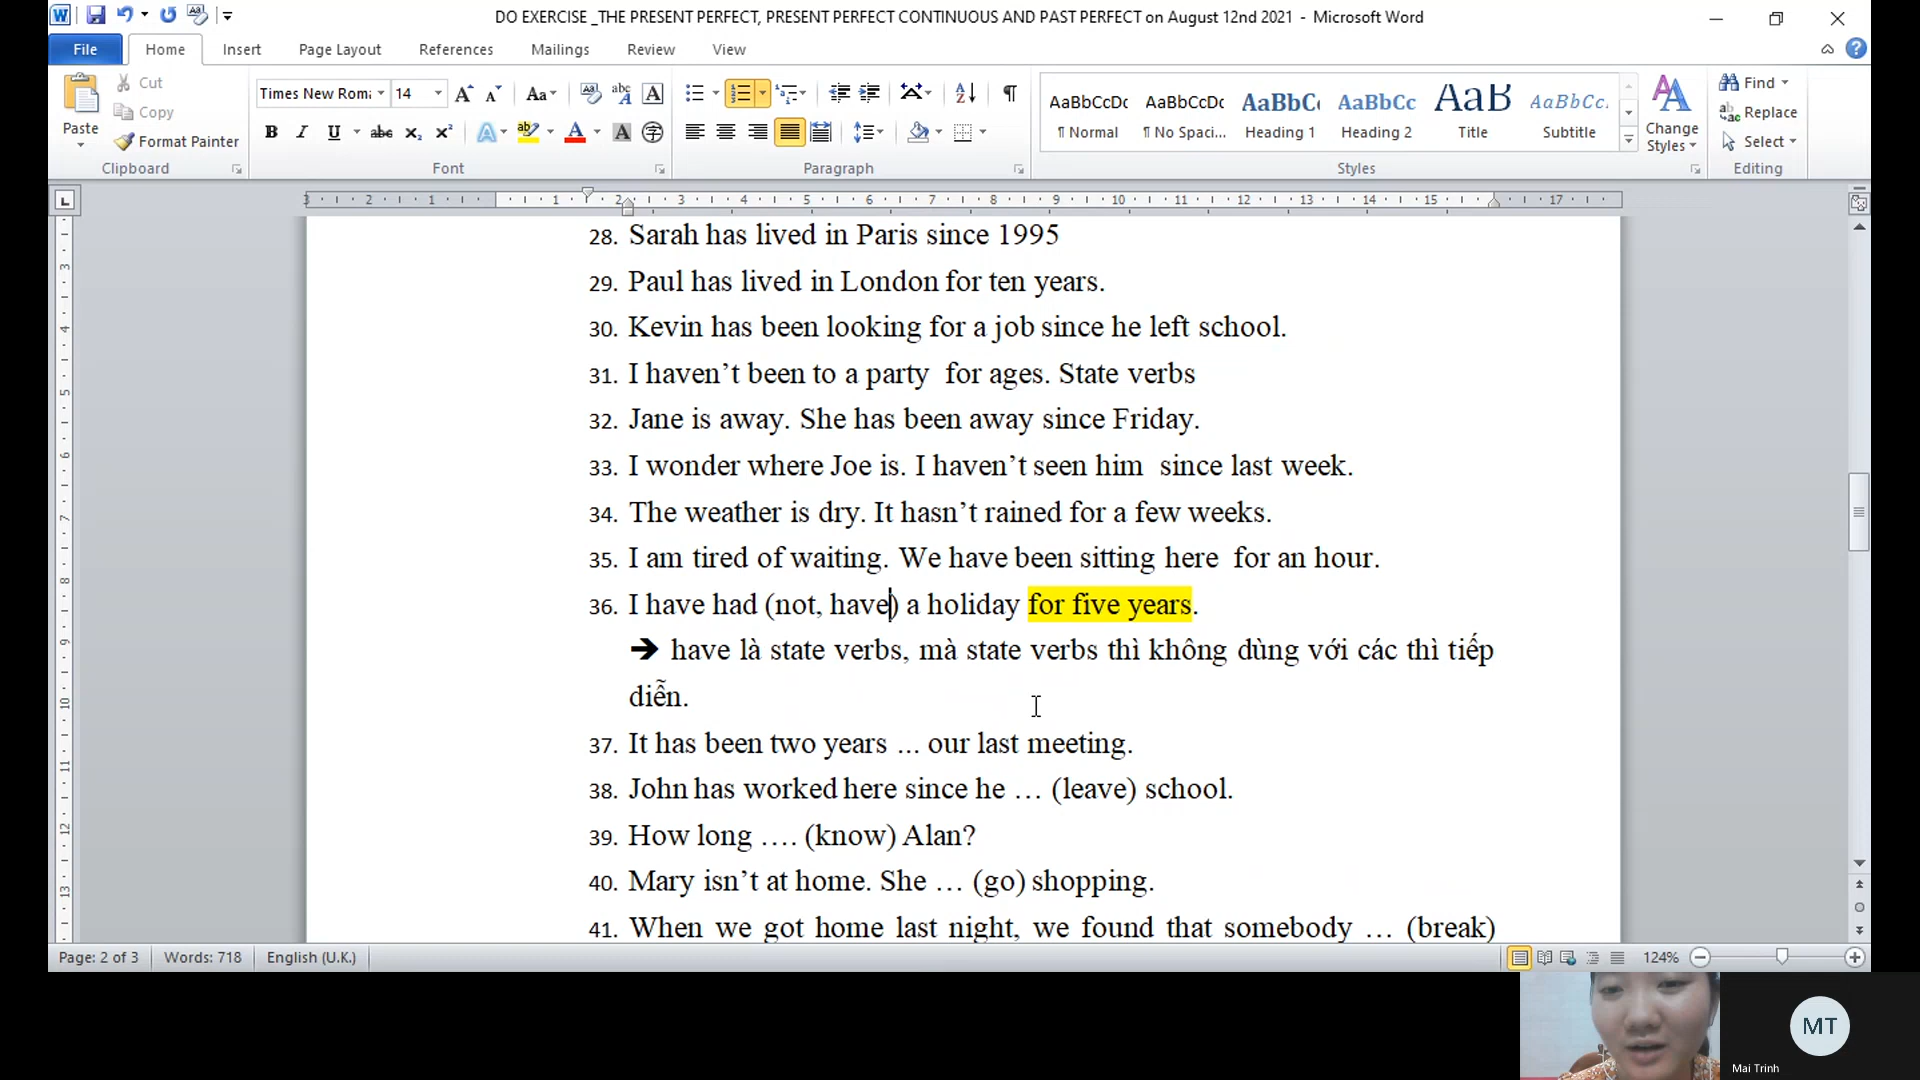 DO EXERCISE _THE PRESENT PERFECT, PRESENT PERFECT CONTINUOUS AND PAST PERFECT on August 12nd 2021 - Microsoft Word
File Home Insert Page Layout References Mailings Review View
Paste
Cut
Copy
Format Painter
Clipboard
Times New Roma 14
Font
Paragraph
AaBbCcDc AaBbCcDc AaBbC AaBbCc AaB AaBbCc.
¶ Normal ¶ No Spaci... Heading 1 Heading 2 Title Subtitle
Styles
Change Styles
Find
Replace
Select
Editing
28. Sarah has lived in Paris since 1995
29. Paul has lived in London for ten years.
30. Kevin has been looking for a job since he left school.
31. I haven’t been to a party for ages. State verbs
32. Jane is away. She has been away since Friday.
33. I wonder where Joe is. I haven’t seen him since last week.
34. The weather is dry. It hasn’t rained for a few weeks.
35. I am tired of waiting. We have been sitting here for an hour.
36. I have had (not, have) a holiday for five years.
➔ have là state verbs, mà state verbs thì không dùng với các thì tiếp
diễn.
37. It has been two years ... our last meeting.
38. John has worked here since he … (leave) school.
39. How long …. (know) Alan?
40. Mary isn’t at home. She … (go) shopping.
41. When we got home last night, we found that somebody … (break)
Page: 2 of 3 Words: 718 English (U.K.) 124%
MT
Mai Trinh